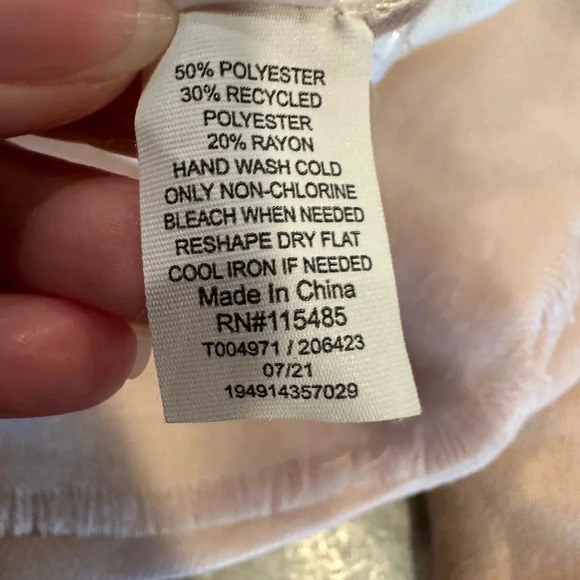 50% POLYESTER
30% RECYCLED
POLYESTER
20% RAYON
HAND WASH COLD
ONLY NON-CHLORINE
BLEACH WHEN NEEDED
RESHAPE DRY FLAT
COOL IRON IF NEEDED
Made In China
RN#115485
T004971 / 206423
07/21
194914357029